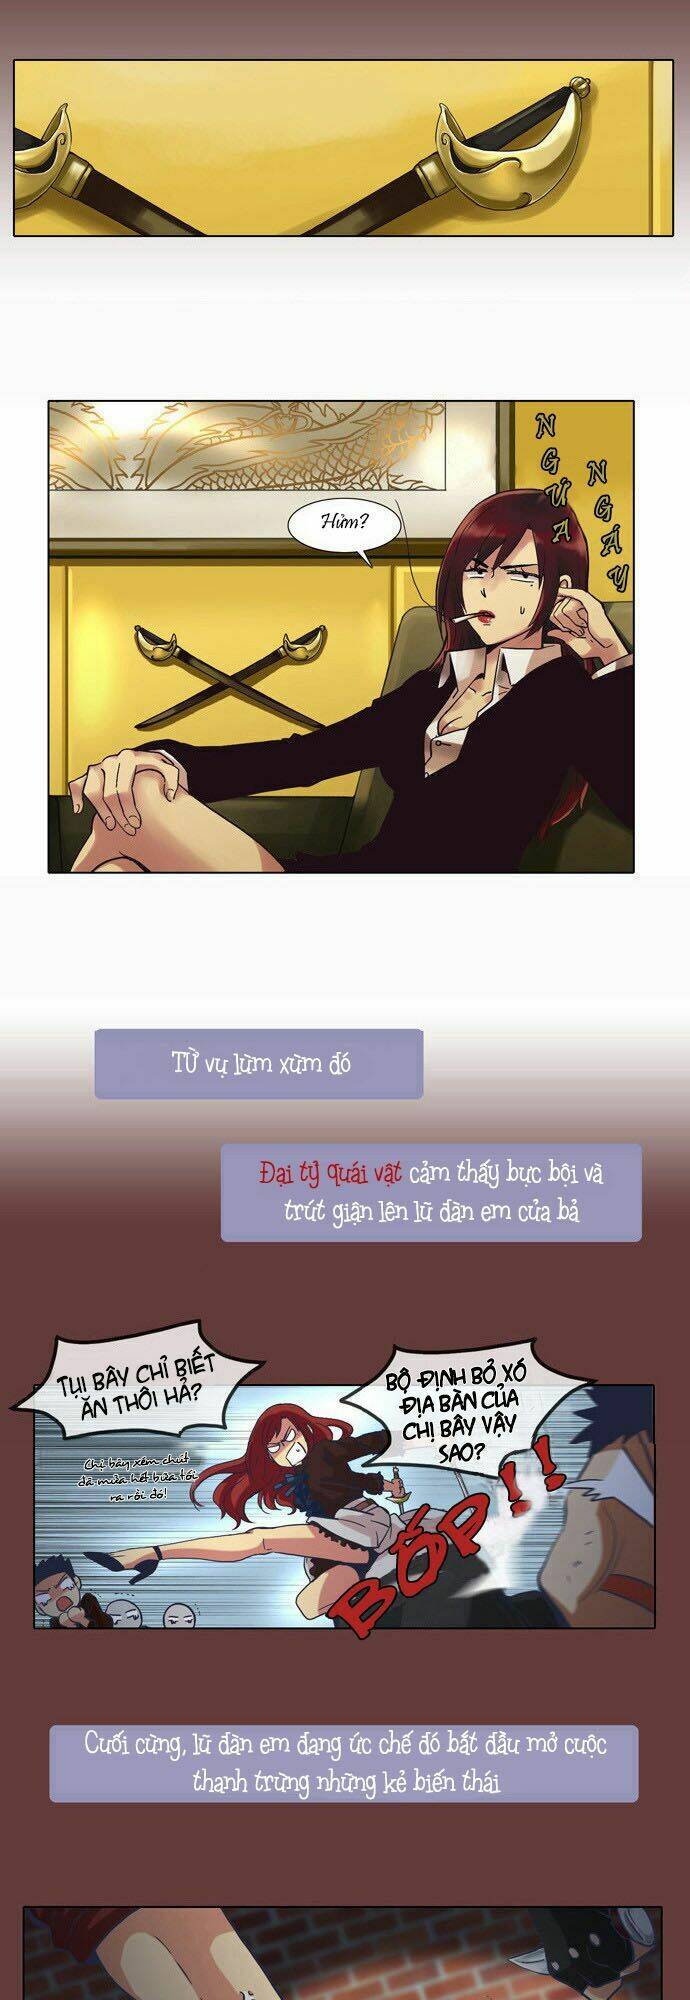 NGỨA
NGÁY
Hửm?
Từ vụ lùm xùm đó
Đại tỷ quái vật cảm thấy bực bội và
trút giận lên lũ đàn em của bả
TỤI BÂY CHỈ BIẾT
ĂN THÔI HẢ?
Chị bây xém chút
đã mửa hết bữa tối
ra rồi đó!
BỘ ĐỊNH BỎ XÓ
ĐỊA BÀN CỦA
CHỊ BÂY VẬY
SAO?
BỐP!!
Cuối cùng, lũ đàn em đang ức chế đó bắt đầu mở cuộc
thanh trừng những kẻ biến thái